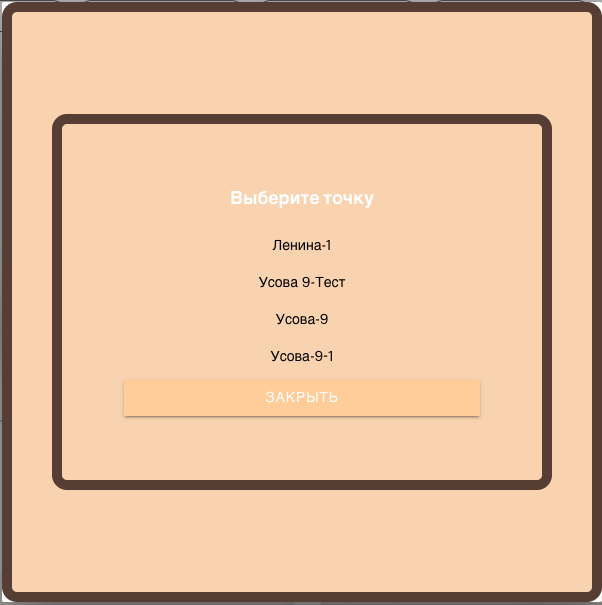 Выберите точку
Ленина-1
Усова 9-Тест
Усова-9
Усова-9-1
ЗАКРЫТЬ